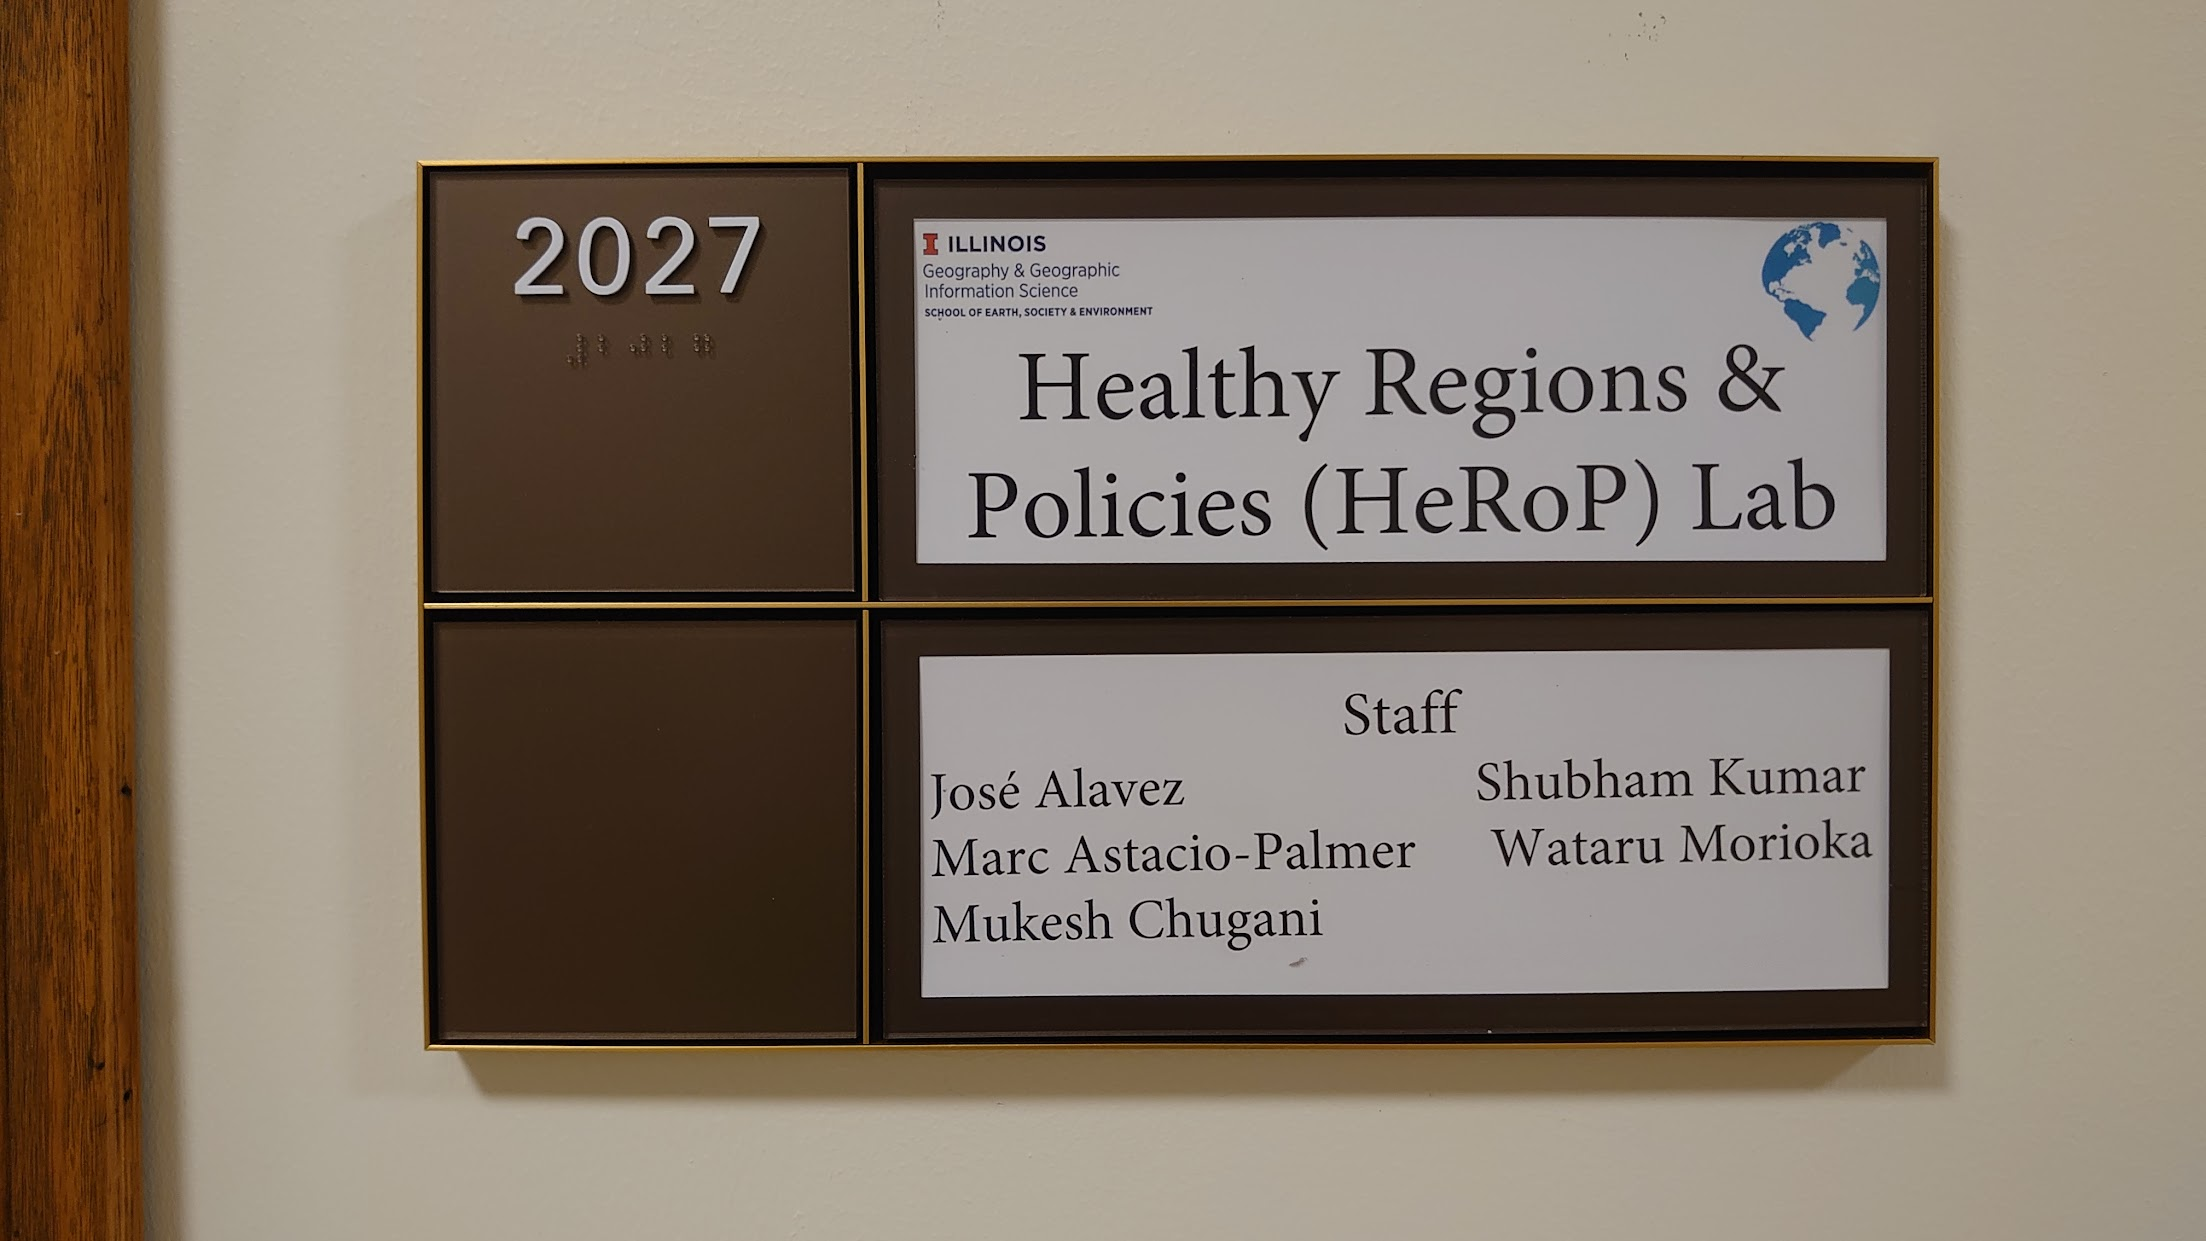 2027
I ILLINOIS
Geography & Geographic
Information Science
SCHOOL OF EARTH, SOCIETY & ENVIRONMENT
Healthy Regions &
Policies (HeRoP) Lab
Staff
José Alavez
Shubham Kumar
Marc Astacio-Palmer
Wataru Morioka
Mukesh Chugani